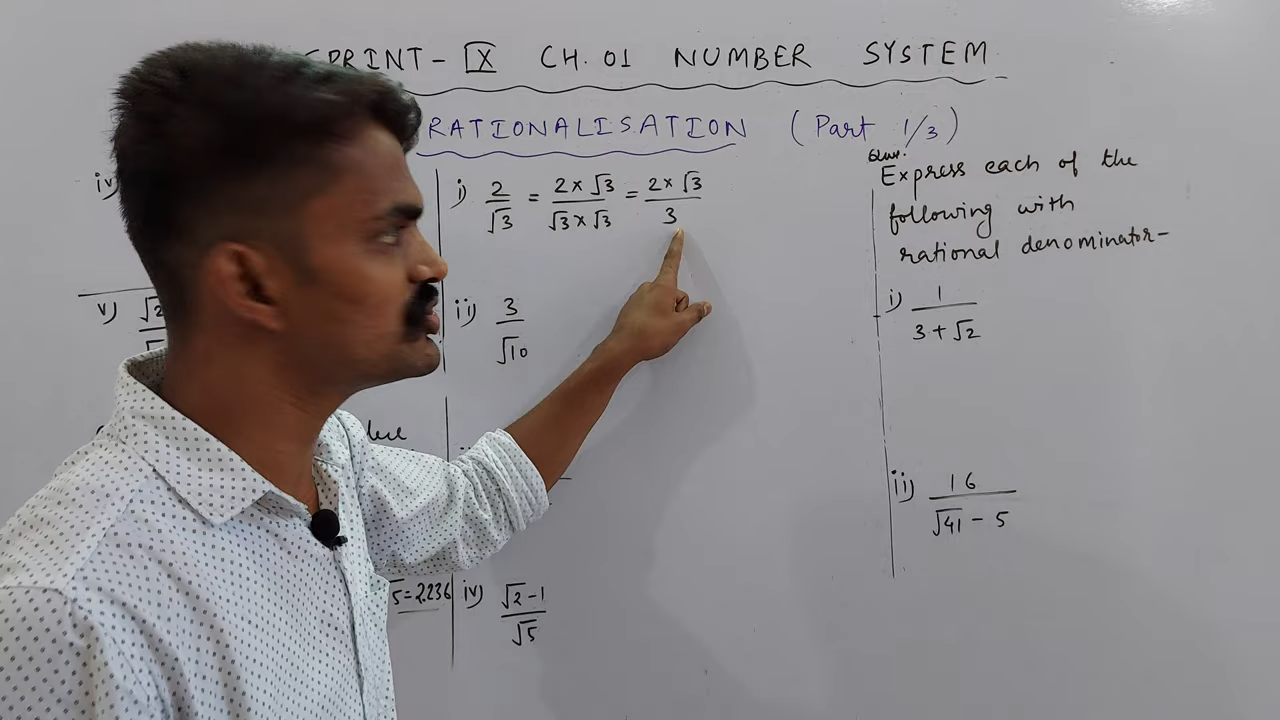 SPRINT- IX CH. 01 NUMBER SYSTEM
RATIONALISATION (Part 1/3)
iv)
v) √2
√5 = 2.236
i) 2/√3 = 2 × √3/√3 × √3 = 2 × √3/3
ii) 3/√10
iv) √2 - 1/√5
Ques.
Express each of the
following with
rational denominator-
i) 1/3 + √2
ii) 16/√41 - 5